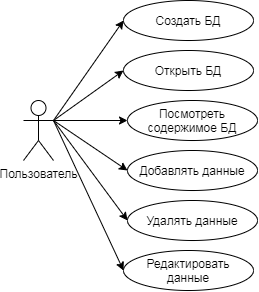 Создать БД
Открыть БД
Посмотреть
содержимое БД
Пользователь
Добавлять данные
Удалять данные
Редактировать
данные